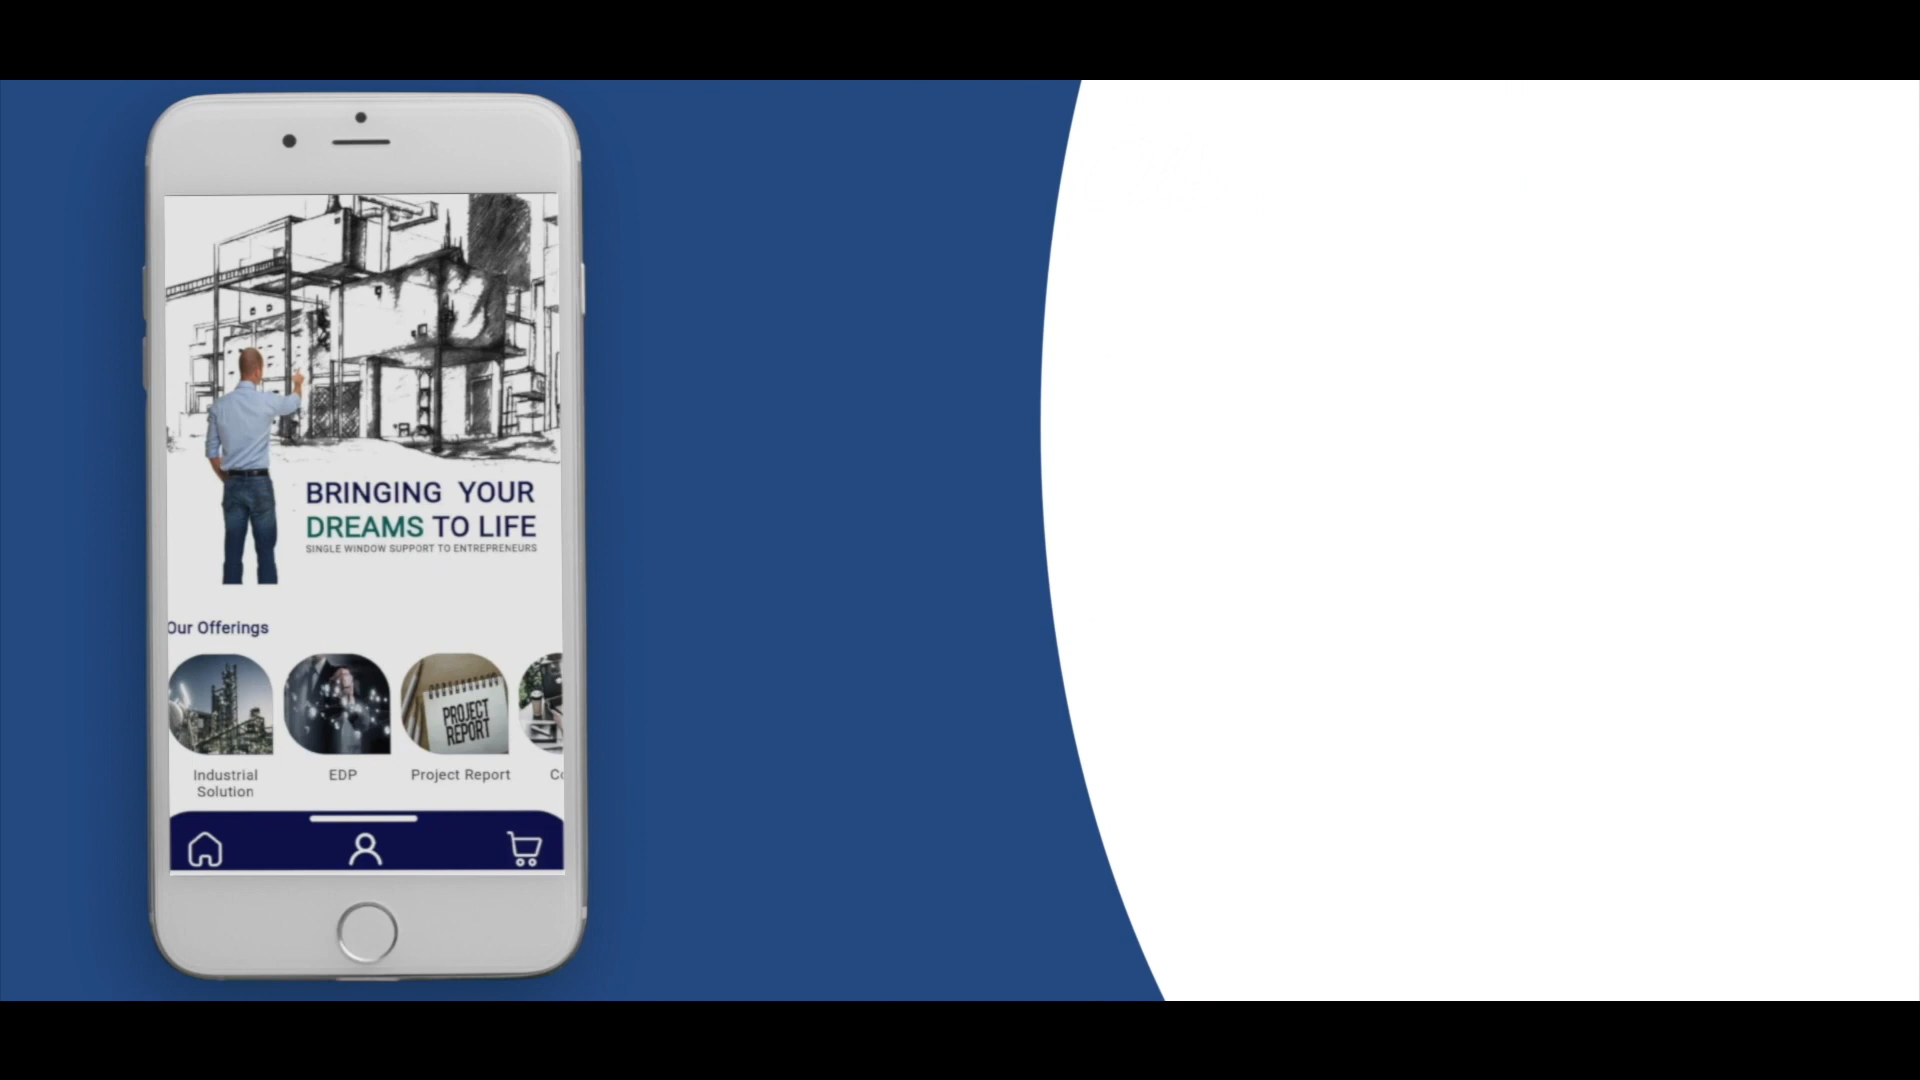 BRINGING YOUR
DREAMS TO LIFE
SINGLE WINDOW SUPPORT TO ENTREPRENEURS
Our Offerings
PROJECT
REPORT
Industrial
Solution
EDP
Project Report